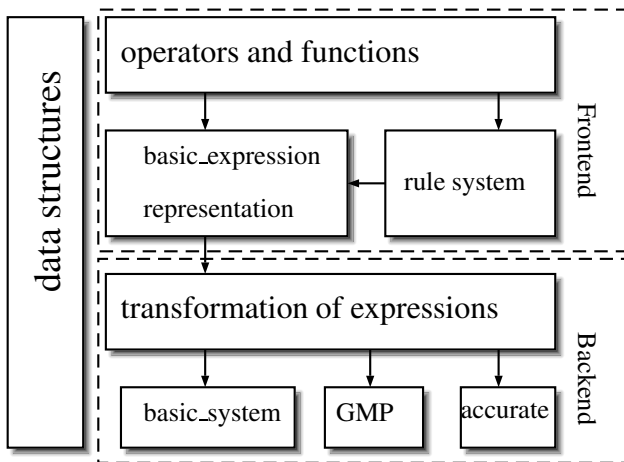 data structures
operators and functions
basic_expression
representation
rule system
Frontend
transformation of expressions
basic_system
GMP
accurate
Backend